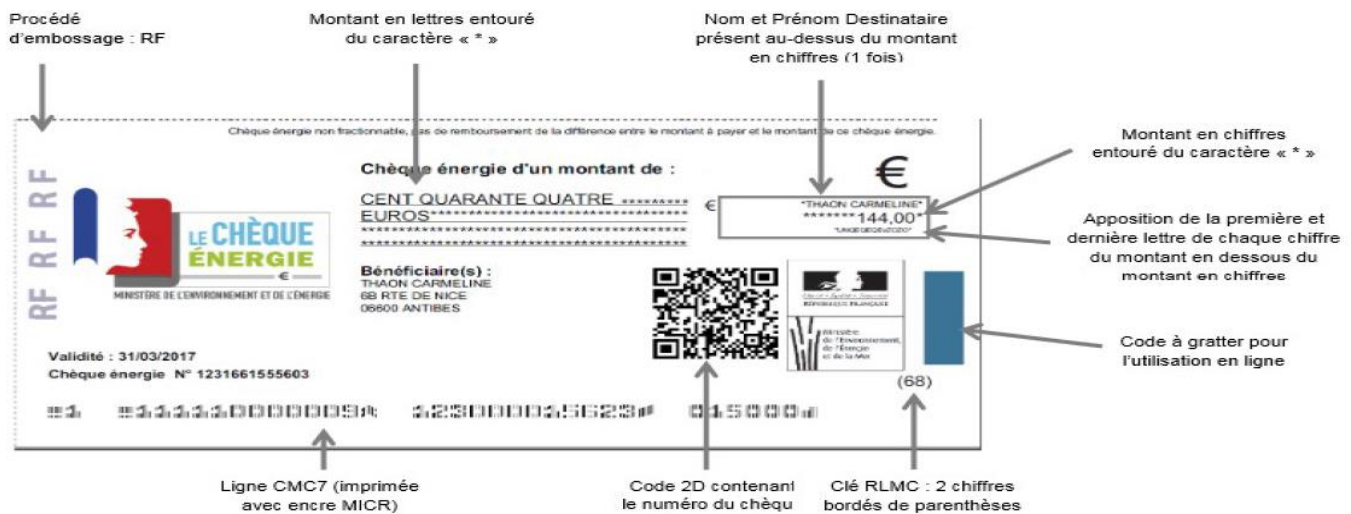 Procédé
d'embossage : RF
Montant en lettres entouré
du caractère « * »
Nom et Prénom Destinataire
présent au-dessus du montant
en chiffres (1 fois)
Chèque énergie non fractionnable, pas de remboursement de la différence entre le montant à payer et le montant de ce chèque énergie.
Montant en chiffres
entouré du caractère « * »
Apposition de la première et
dernière lettre de chaque chiffre
du montant en dessous du
montant en chiffres
Code à gratter pour
l'utilisation en ligne
RF RF RF RF
LE CHÈQUE
ÉNERGIE
€
MINISTÈRE DE L'ENVIRONNEMENT ET DE L'ÉNERGIE
Chèque énergie d'un montant de :
CENT QUARANTE QUATRE *********
EUROS***********************************
*********************************************
*********************************************
€
€
*THAON CARMELINE*
*******144,00*
Bénéficiaire(s) :
THAON CARMELINE
6B RTE DE NICE
06600 ANTIBES
RÉPUBLIQUE FRANÇAISE
Ministère
de l'Environnement,
de l'Énergie
et de la Mer
Validité : 31/03/2017
Chèque énergie N° 1231661555603
(68)
Ligne CMC7 (imprimée
avec encre MICR)
Code 2D contenant
le numéro du chèqu
Clé RLMC : 2 chiffres
bordés de parenthèses